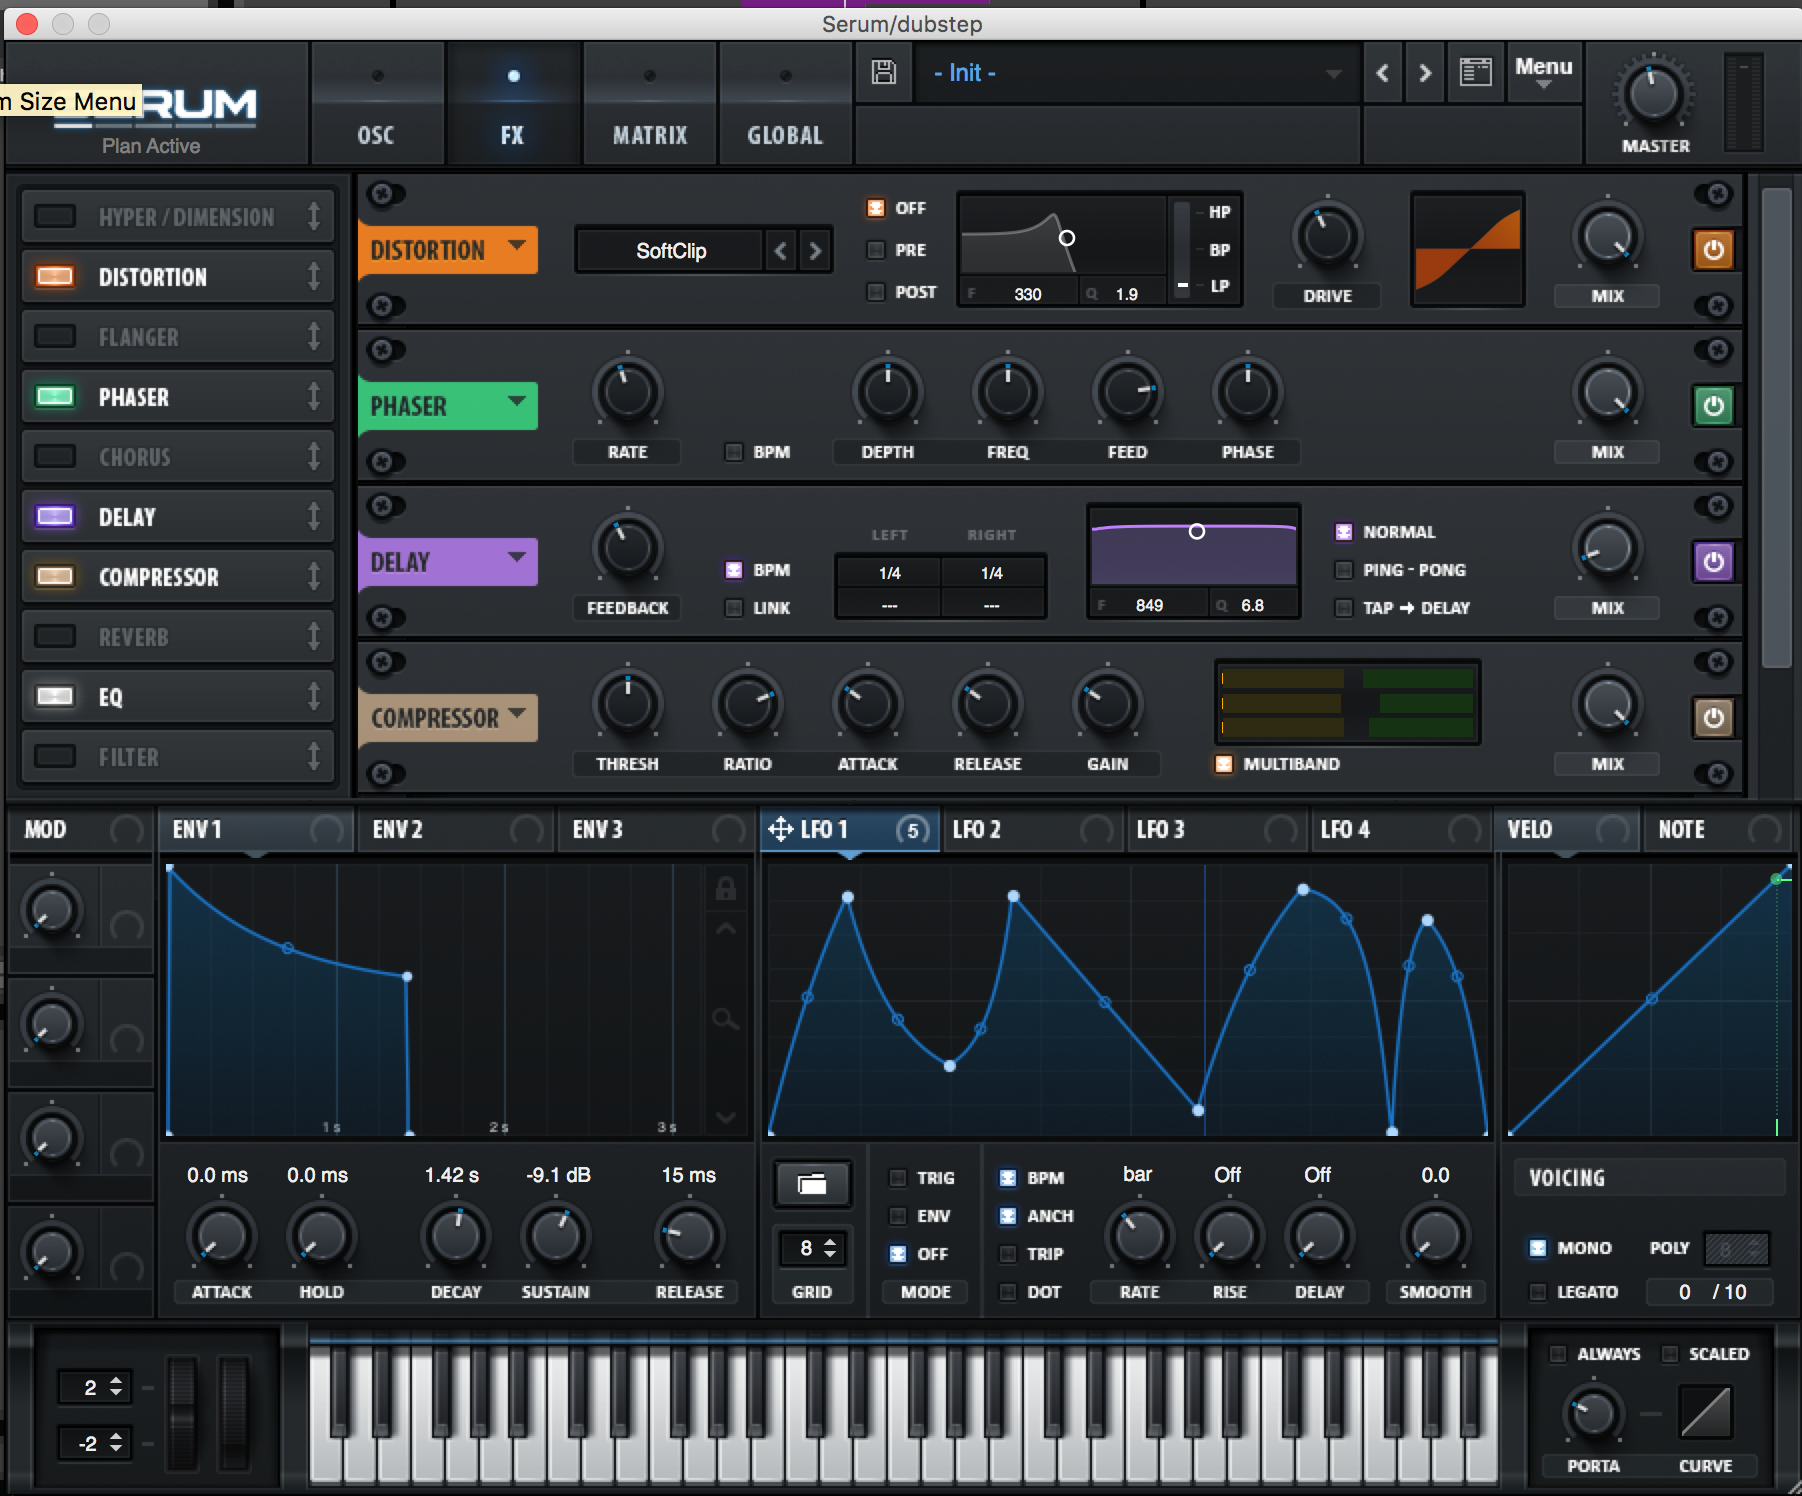 Serum/dubstep
m Size Menu
SERUM
Plan Active
OSC
FX
MATRIX
GLOBAL
- Init -
Menu
MASTER
HYPER / DIMENSION
DISTORTION
FLANGER
PHASER
CHORUS
DELAY
COMPRESSOR
REVERB
EQ
FILTER
DISTORTION
SoftClip
OFF
PRE
POST
F 330 Q 1.9
HP
BP
LP
DRIVE
MIX
PHASER
RATE
BPM
DEPTH
FREQ
FEED
PHASE
MIX
DELAY
FEEDBACK
BPM
LINK
LEFT RIGHT
1/4 1/4
--- ---
F 849 Q 6.8
NORMAL
PING - PONG
TAP → DELAY
MIX
COMPRESSOR
THRESH
RATIO
ATTACK
RELEASE
GAIN
MULTIBAND
MIX
MOD
ENV 1
ENV 2
ENV 3
LFO 1 5
LFO 2
LFO 3
LFO 4
VELO
NOTE
1s 2s 3s
0.0 ms 0.0 ms 1.42 s -9.1 dB 15 ms
ATTACK HOLD DECAY SUSTAIN RELEASE
8
GRID
TRIG
ENV
OFF
MODE
BPM
ANCH
TRIP
DOT
bar Off Off 0.0
RATE RISE DELAY SMOOTH
VOICING
MONO POLY 8
LEGATO 0 / 10
2
-2
ALWAYS SCALED
PORTA CURVE